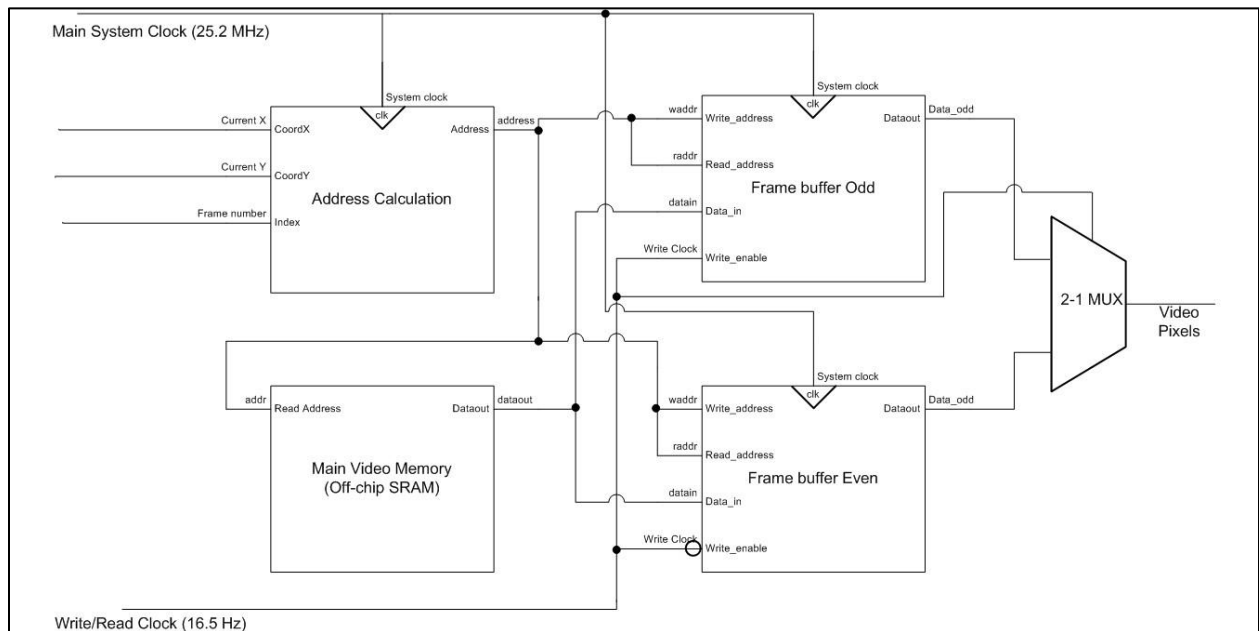 Main System Clock (25.2 MHz)
System clock
clk
Current X
CoordX
Address
address
Current Y
CoordY
Address Calculation
Frame number
Index
System clock
clk
waddr
Write_address
Dataout
Data_odd
raddr
Read_address
Frame buffer Odd
datain
Data_in
Write Clock
Write_enable
2-1 MUX
Video
Pixels
addr
Read Address
Dataout
dataout
Main Video Memory
(Off-chip SRAM)
System clock
clk
waddr
Write_address
Dataout
Data_odd
raddr
Read_address
Frame buffer Even
datain
Data_in
Write Clock
Write_enable
Write/Read Clock (16.5 Hz)